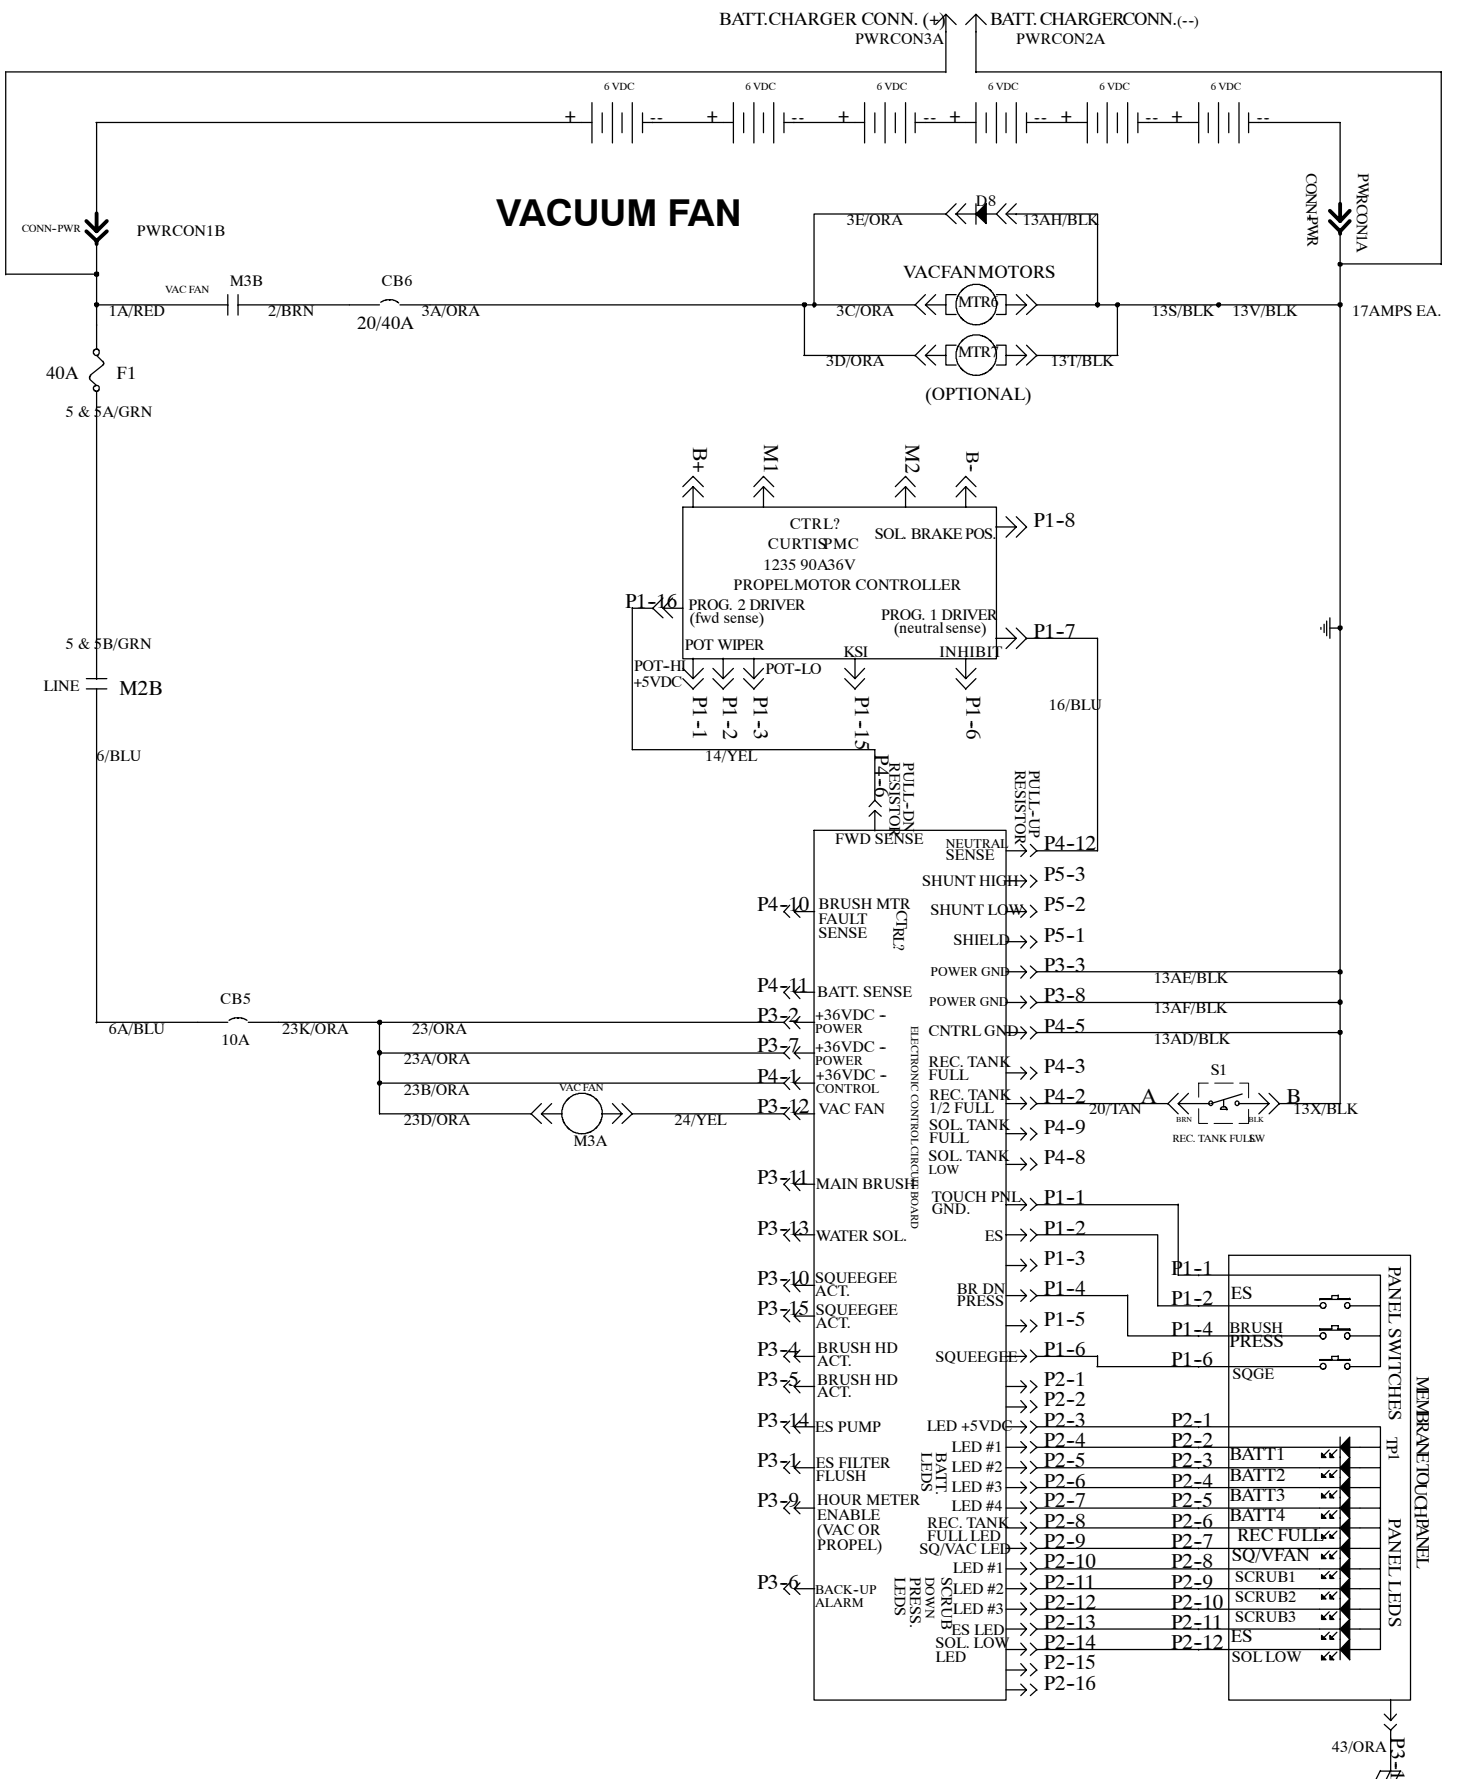 BATT.CHARGER CONN. (+)
BATT. CHARGERCONN.(--)
PWRCON3A
PWRCON2A
6 VDC
6 VDC
6 VDC
6 VDC
6 VDC
6 VDC
+ -- + -- + -- + -- + -- + --
VACUUM FAN
CONN-PWR
PWRCON1B
CONN-PWR
PWRCON1A
D8
3E/ORA
13AH/BLK
VAC FAN
M3B
CB6
VACFANMOTORS
1A/RED
2/BRN
20/40A
3A/ORA
3C/ORA
MTR6
13S/BLK
13V/BLK
17AMPS EA.
3D/ORA
MTR7
13T/BLK
(OPTIONAL)
40A
F1
5 & 5A/GRN
B+
M1
M2
B-
CTRL?
CURTISPMC
1235 90A36V
PROPELMOTOR CONTROLLER
SOL. BRAKE POS.
P1-8
P1-16
PROG. 2 DRIVER
(fwd sense)
PROG. 1 DRIVER
(neutral sense)
P1-7
POT WIPER
KSI
INHIBIT
POT-HI
+5VDC
POT-LO
P1-1
P1-2
P1-3
P1-15
P1-6
16/BLU
14/YEL
5 & 5B/GRN
LINE
M2B
6/BLU
P4-6
PULL-DN
RESISTOR
PULL-UP
RESISTOR
FWD SENSE
NEUTRAL
SENSE
P4-12
SHUNT HIGH
P5-3
P4-10
BRUSH MTR
FAULT
SENSE
CTRL?
SHUNT LOW
P5-2
SHIELD
P5-1
POWER GND
P3-3
13AE/BLK
P4-11
BATT. SENSE
POWER GND
P3-8
13AF/BLK
CB5
6A/BLU
10A
23K/ORA
23/ORA
P3-2
+36VDC -
POWER
CNTRL GND
P4-5
13AD/BLK
23A/ORA
P3-7
+36VDC -
POWER
ELECTRONIC CONTROL CIRCUIT BOARD
REC. TANK
FULL
P4-3
S1
23B/ORA
P4-1
+36VDC -
CONTROL
REC. TANK
1/2 FULL
P4-2
20/TAN
A
B
13X/BLK
BRN
BLK
REC. TANK FULLSW
VAC FAN
23D/ORA
M3A
24/YEL
P3-12
VAC FAN
SOL. TANK
FULL
P4-9
SOL. TANK
LOW
P4-8
P3-11
MAIN BRUSH
TOUCH PNL
GND.
P1-1
P3-13
WATER SOL.
ES
P1-2
P1-3
P3-10
SQUEEGEE
ACT.
BR DN
PRESS
P1-4
P3-15
SQUEEGEE
ACT.
P1-5
P3-4
BRUSH HD
ACT.
SQUEEGEE
P1-6
P3-5
BRUSH HD
ACT.
P2-1
P2-2
P1-1
P1-2
ES
P1-4
BRUSH
PRESS
P1-6
SQGE
PANEL SWITCHES
MEMBRANETOUCHPANEL
P3-14
ES PUMP
LED +5VDC
P2-3
P2-1
TP1
LED #1
P2-4
P2-2
BATT1
P3-1
ES FILTER
FLUSH
BATT.
LEDS
LED #2
P2-5
P2-3
BATT2
LED #3
P2-6
P2-4
BATT3
P3-9
HOUR METER
ENABLE
(VAC OR
PROPEL)
LED #4
P2-7
P2-5
BATT4
REC. TANK
FULL LED
P2-8
P2-6
REC FULL
SQ/VAC LED
P2-9
P2-7
SQ/VFAN
PANEL LEDS
LED #1
P2-10
P2-8
SCRUB1
P3-6
BACK-UP
ALARM
SCRUB
DOWN
PRESS.
LEDS
LED #2
P2-11
P2-9
SCRUB2
LED #3
P2-12
P2-10
SCRUB3
ES LED
P2-13
P2-11
ES
SOL. LOW
LED
P2-14
P2-12
SOL LOW
P2-15
P2-16
43/ORA